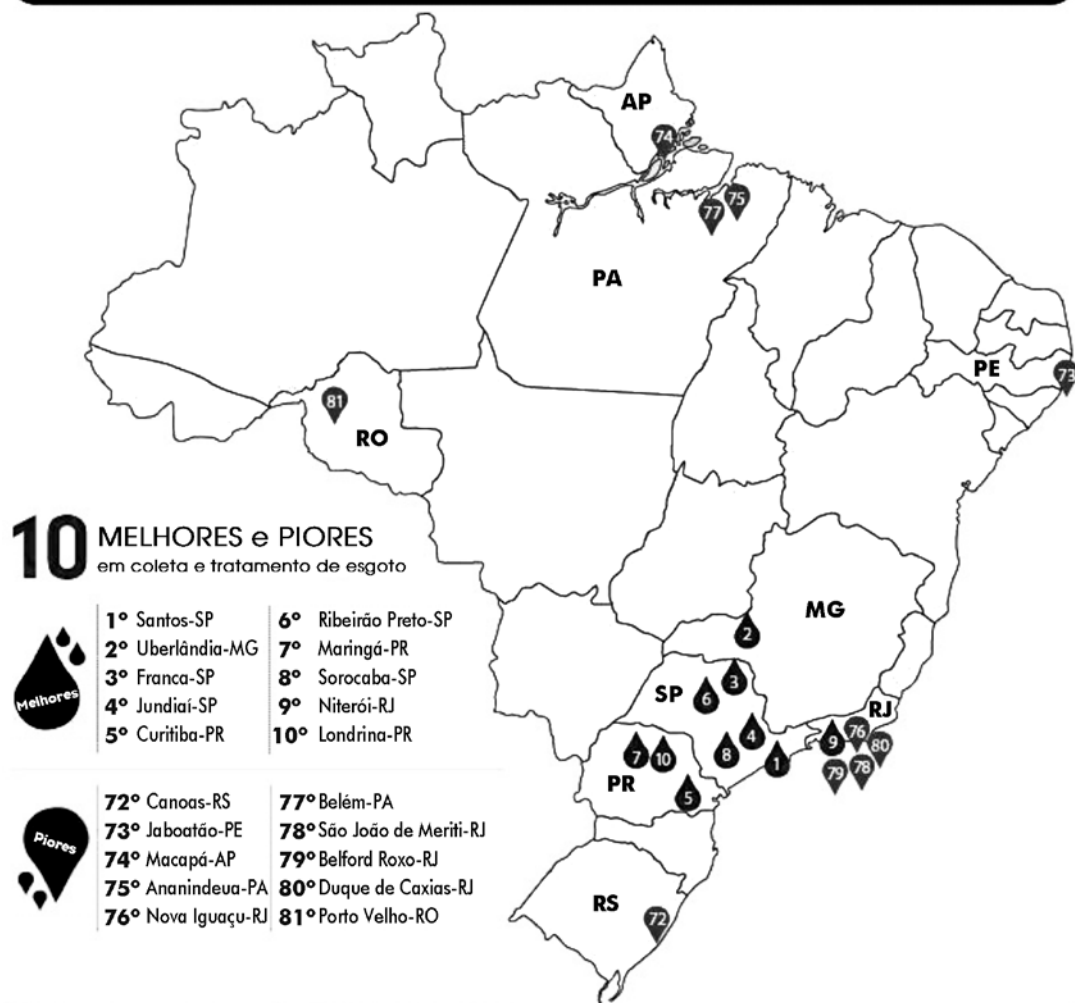 AP
74
77
75
PA
PE
73
81
RO
10 MELHORES e PIORES
em coleta e tratamento de esgoto
Melhores
1º Santos-SP
2º Uberlândia-MG
3º Franca-SP
4º Jundiaí-SP
5º Curitiba-PR
6º Ribeirão Preto-SP
7º Maringá-PR
8º Sorocaba-SP
9º Niterói-RJ
10º Londrina-PR
MG
2
SP
3
6
RJ
4
9
76
80
7
10
8
1
79
78
PR
5
Piores
72º Canoas-RS
73º Jaboatão-PE
74º Macapá-AP
75º Ananindeua-PA
76º Nova Iguaçu-RJ
77º Belém-PA
78º São João de Meriti-RJ
79º Belford Roxo-RJ
80º Duque de Caxias-RJ
81º Porto Velho-RO
RS
72